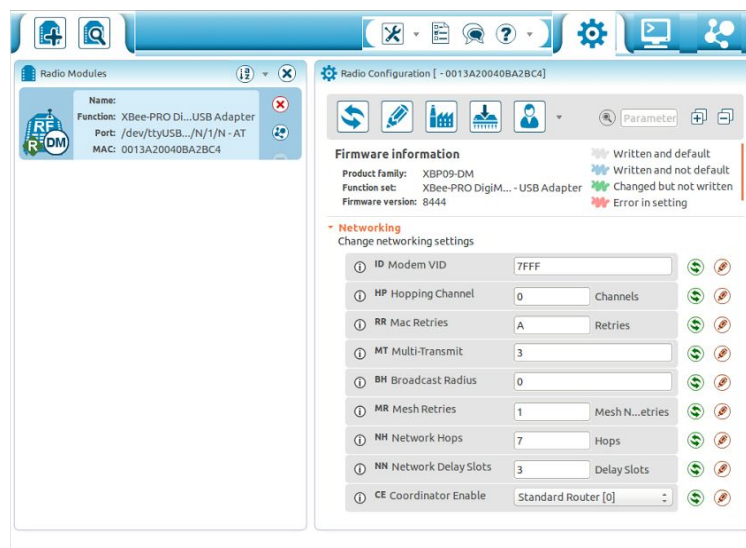 Radio Modules
Radio Configuration [ - 0013A20040BA2BC4]
Name:
Function: XBee-PRO Di...USB Adapter
Port: /dev/ttyUSB.../N/1/N - AT
MAC: 0013A20040BA2BC4
RF
R
DM
Parameter
Firmware information
Product family: XBP09-DM
Function set: XBee-PRO DigiM... - USB Adapter
Firmware version: 8444
Written and default
Written and not default
Changed but not written
Error in setting
Networking
Change networking settings
ID Modem VID 7FFF
HP Hopping Channel 0 Channels
RR Mac Retries A Retries
MT Multi-Transmit 3
BH Broadcast Radius 0
MR Mesh Retries 1 Mesh N...etries
NH Network Hops 7 Hops
NN Network Delay Slots 3 Delay Slots
CE Coordinator Enable Standard Router [0]